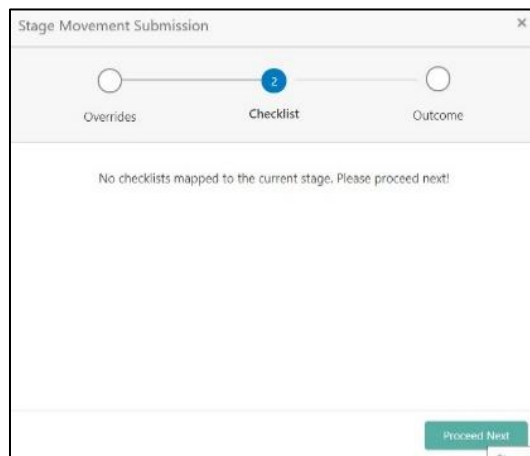 Stage Movement Submission ×
2
Overrides Checklist Outcome
No checklists mapped to the current stage. Please proceed next!
Proceed Next